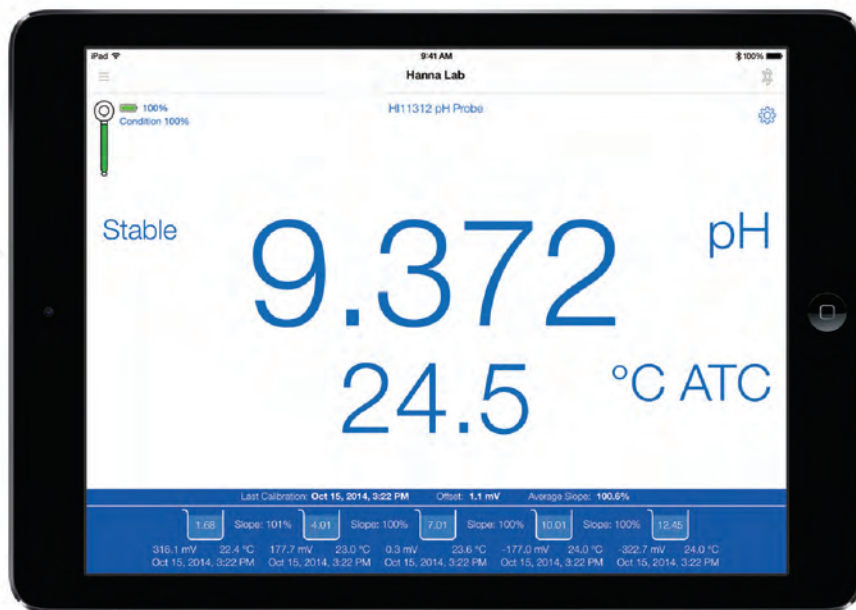 iPad 9:41 AM 100%
Hanna Lab
100%
Condition 100%
HI11312 pH Probe
Stable
9.372 pH
24.5 °C ATC
Last Calibration: Oct 15, 2014, 3:22 PM Offset: 1.1 mV Average Slope: 100.6%
1.68 Slope: 101% 4.01 Slope: 100% 7.01 Slope: 100% 10.01 Slope: 100% 12.45
316.1 mV 22.4 °C 177.7 mV 23.0 °C 0.3 mV 23.6 °C -177.0 mV 24.0 °C -322.7 mV 24.0 °C
Oct 15, 2014, 3:22 PM Oct 15, 2014, 3:22 PM Oct 15, 2014, 3:22 PM Oct 15, 2014, 3:22 PM Oct 15, 2014, 3:22 PM